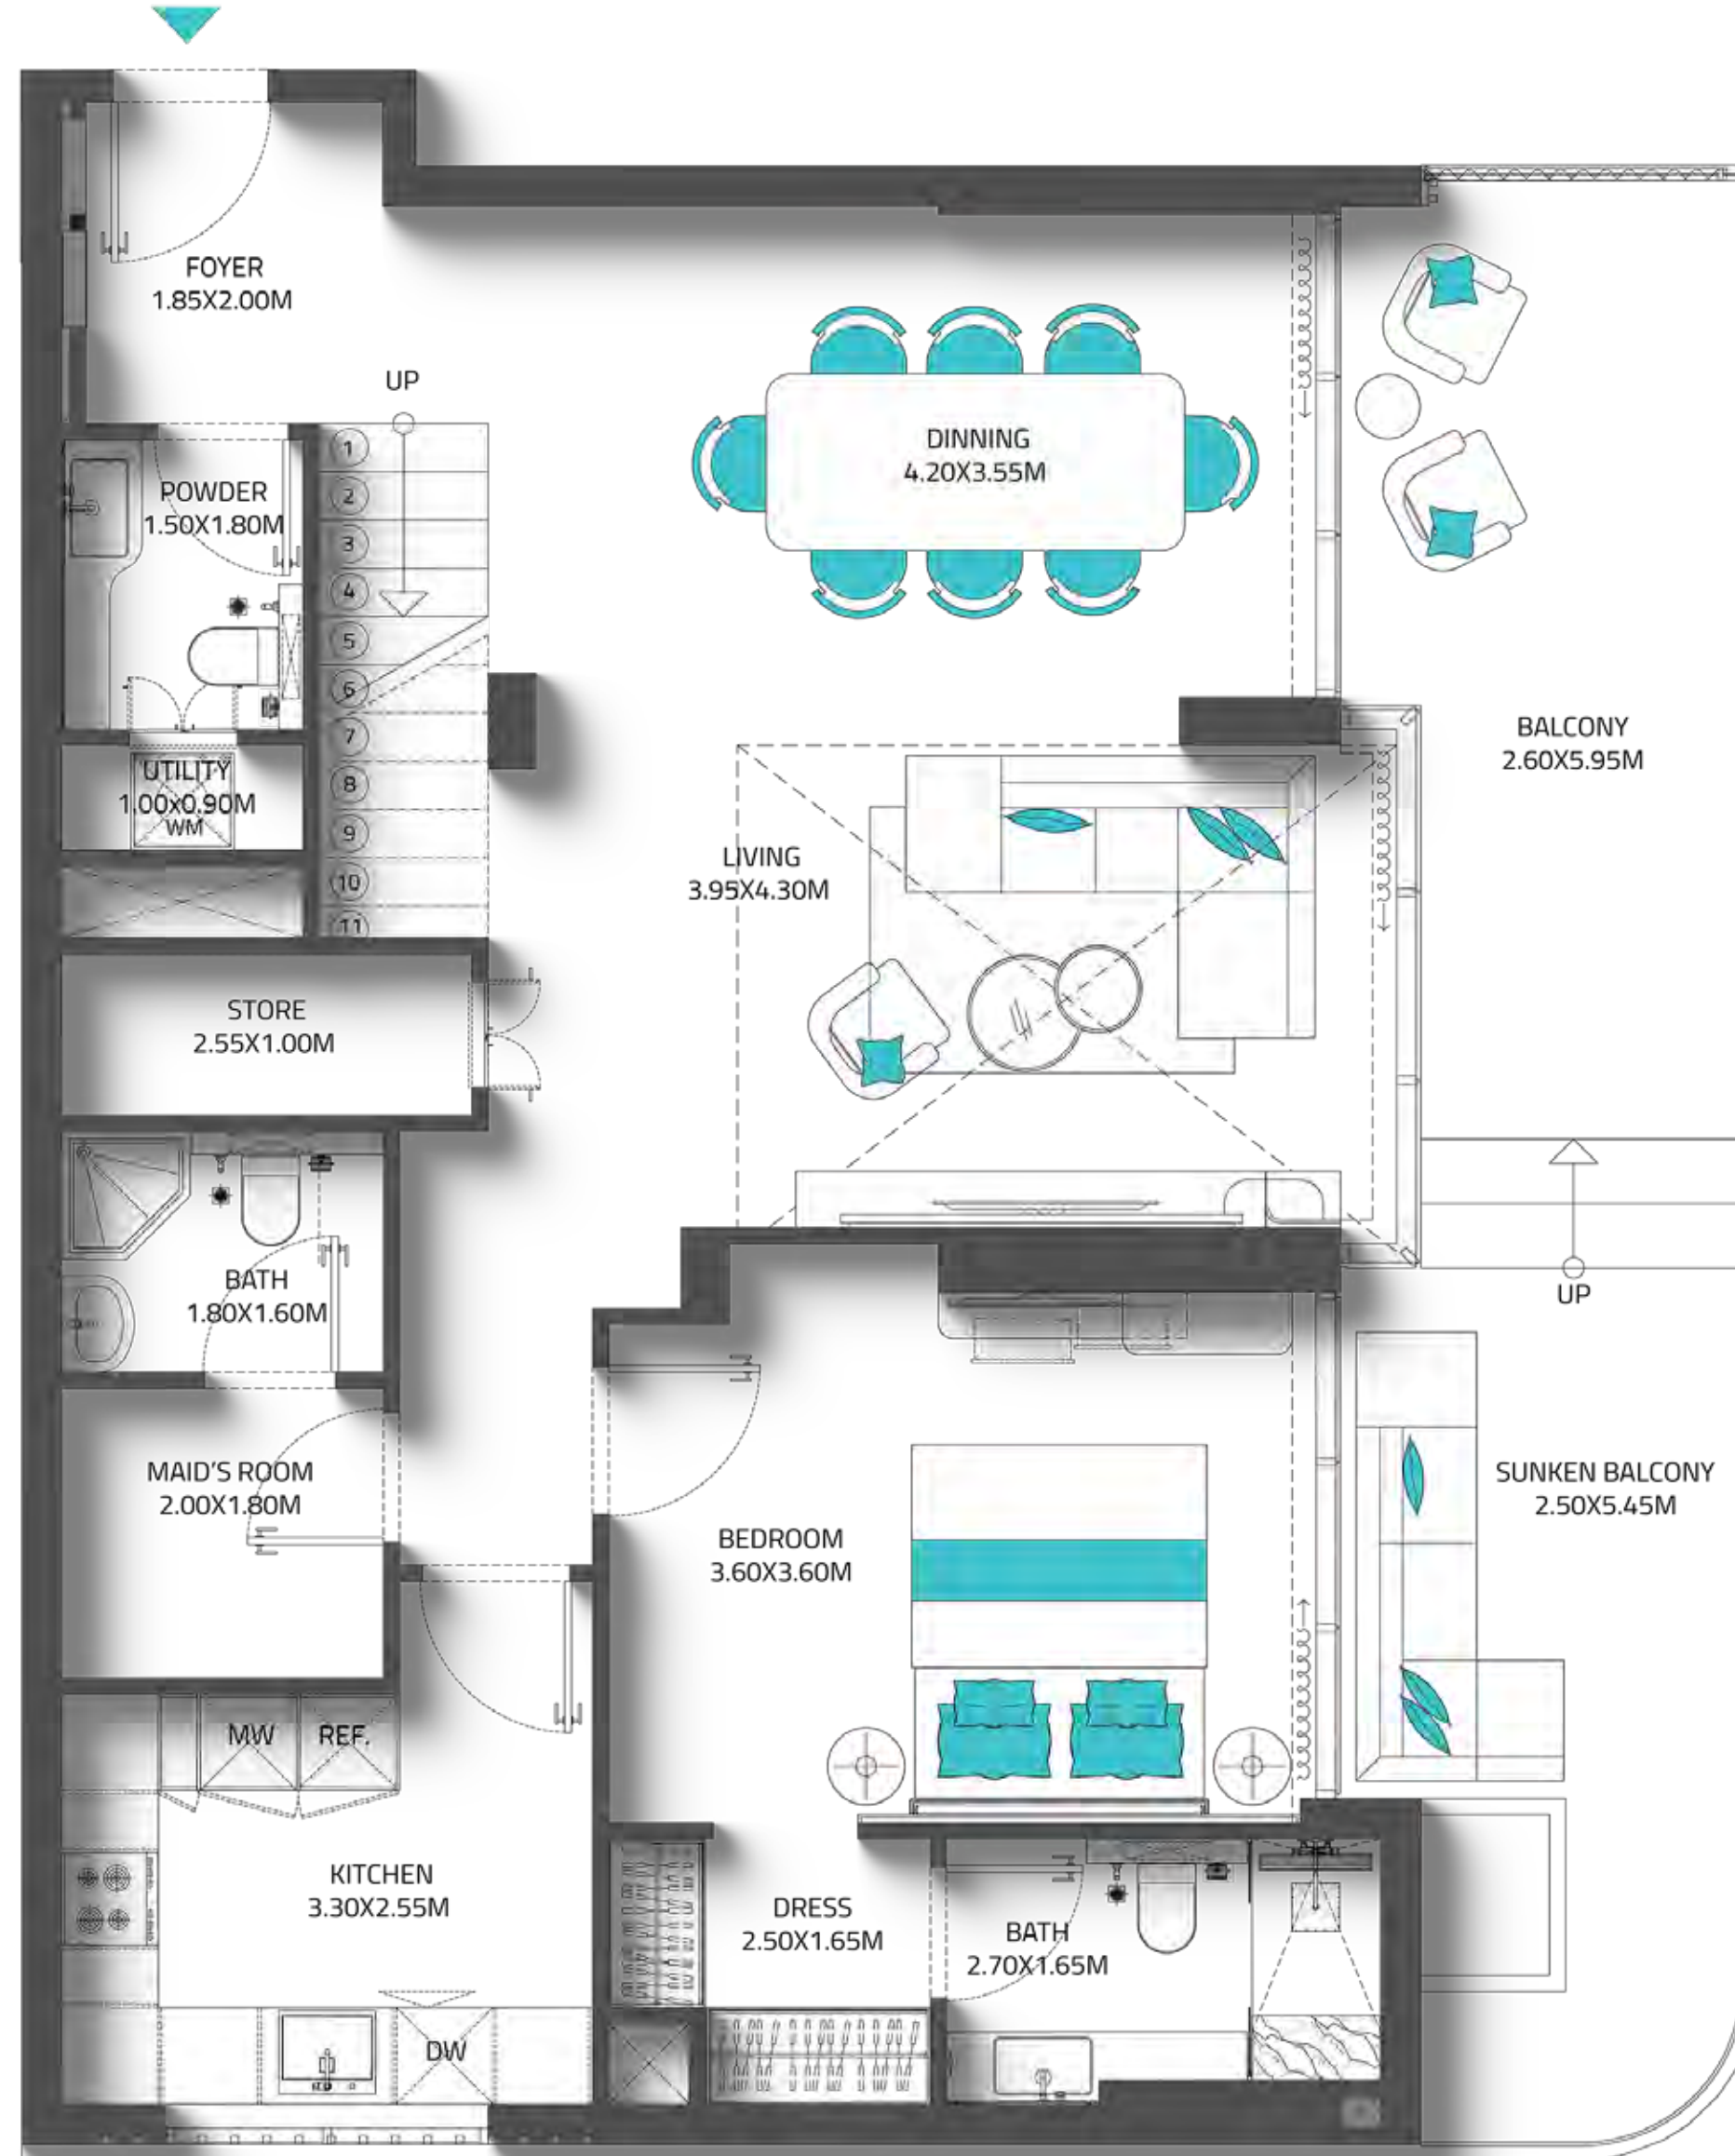 FOYER
1.85X2.00M
UP
1
2
3
4
5
6
7
8
9
10
11
POWDER
1.50X1.80M
DINNING
4.20X3.55M
BALCONY
2.60X5.95M
UTILITY
1.00x0.90M
WM
LIVING
3.95X4.30M
STORE
2.55X1.00M
UP
BATH
1.80X1.60M
MAID'S ROOM
2.00X1.80M
SUNKEN BALCONY
2.50X5.45M
BEDROOM
3.60X3.60M
MW
REF.
KITCHEN
3.30X2.55M
DRESS
2.50X1.65M
BATH
2.70X1.65M
DW